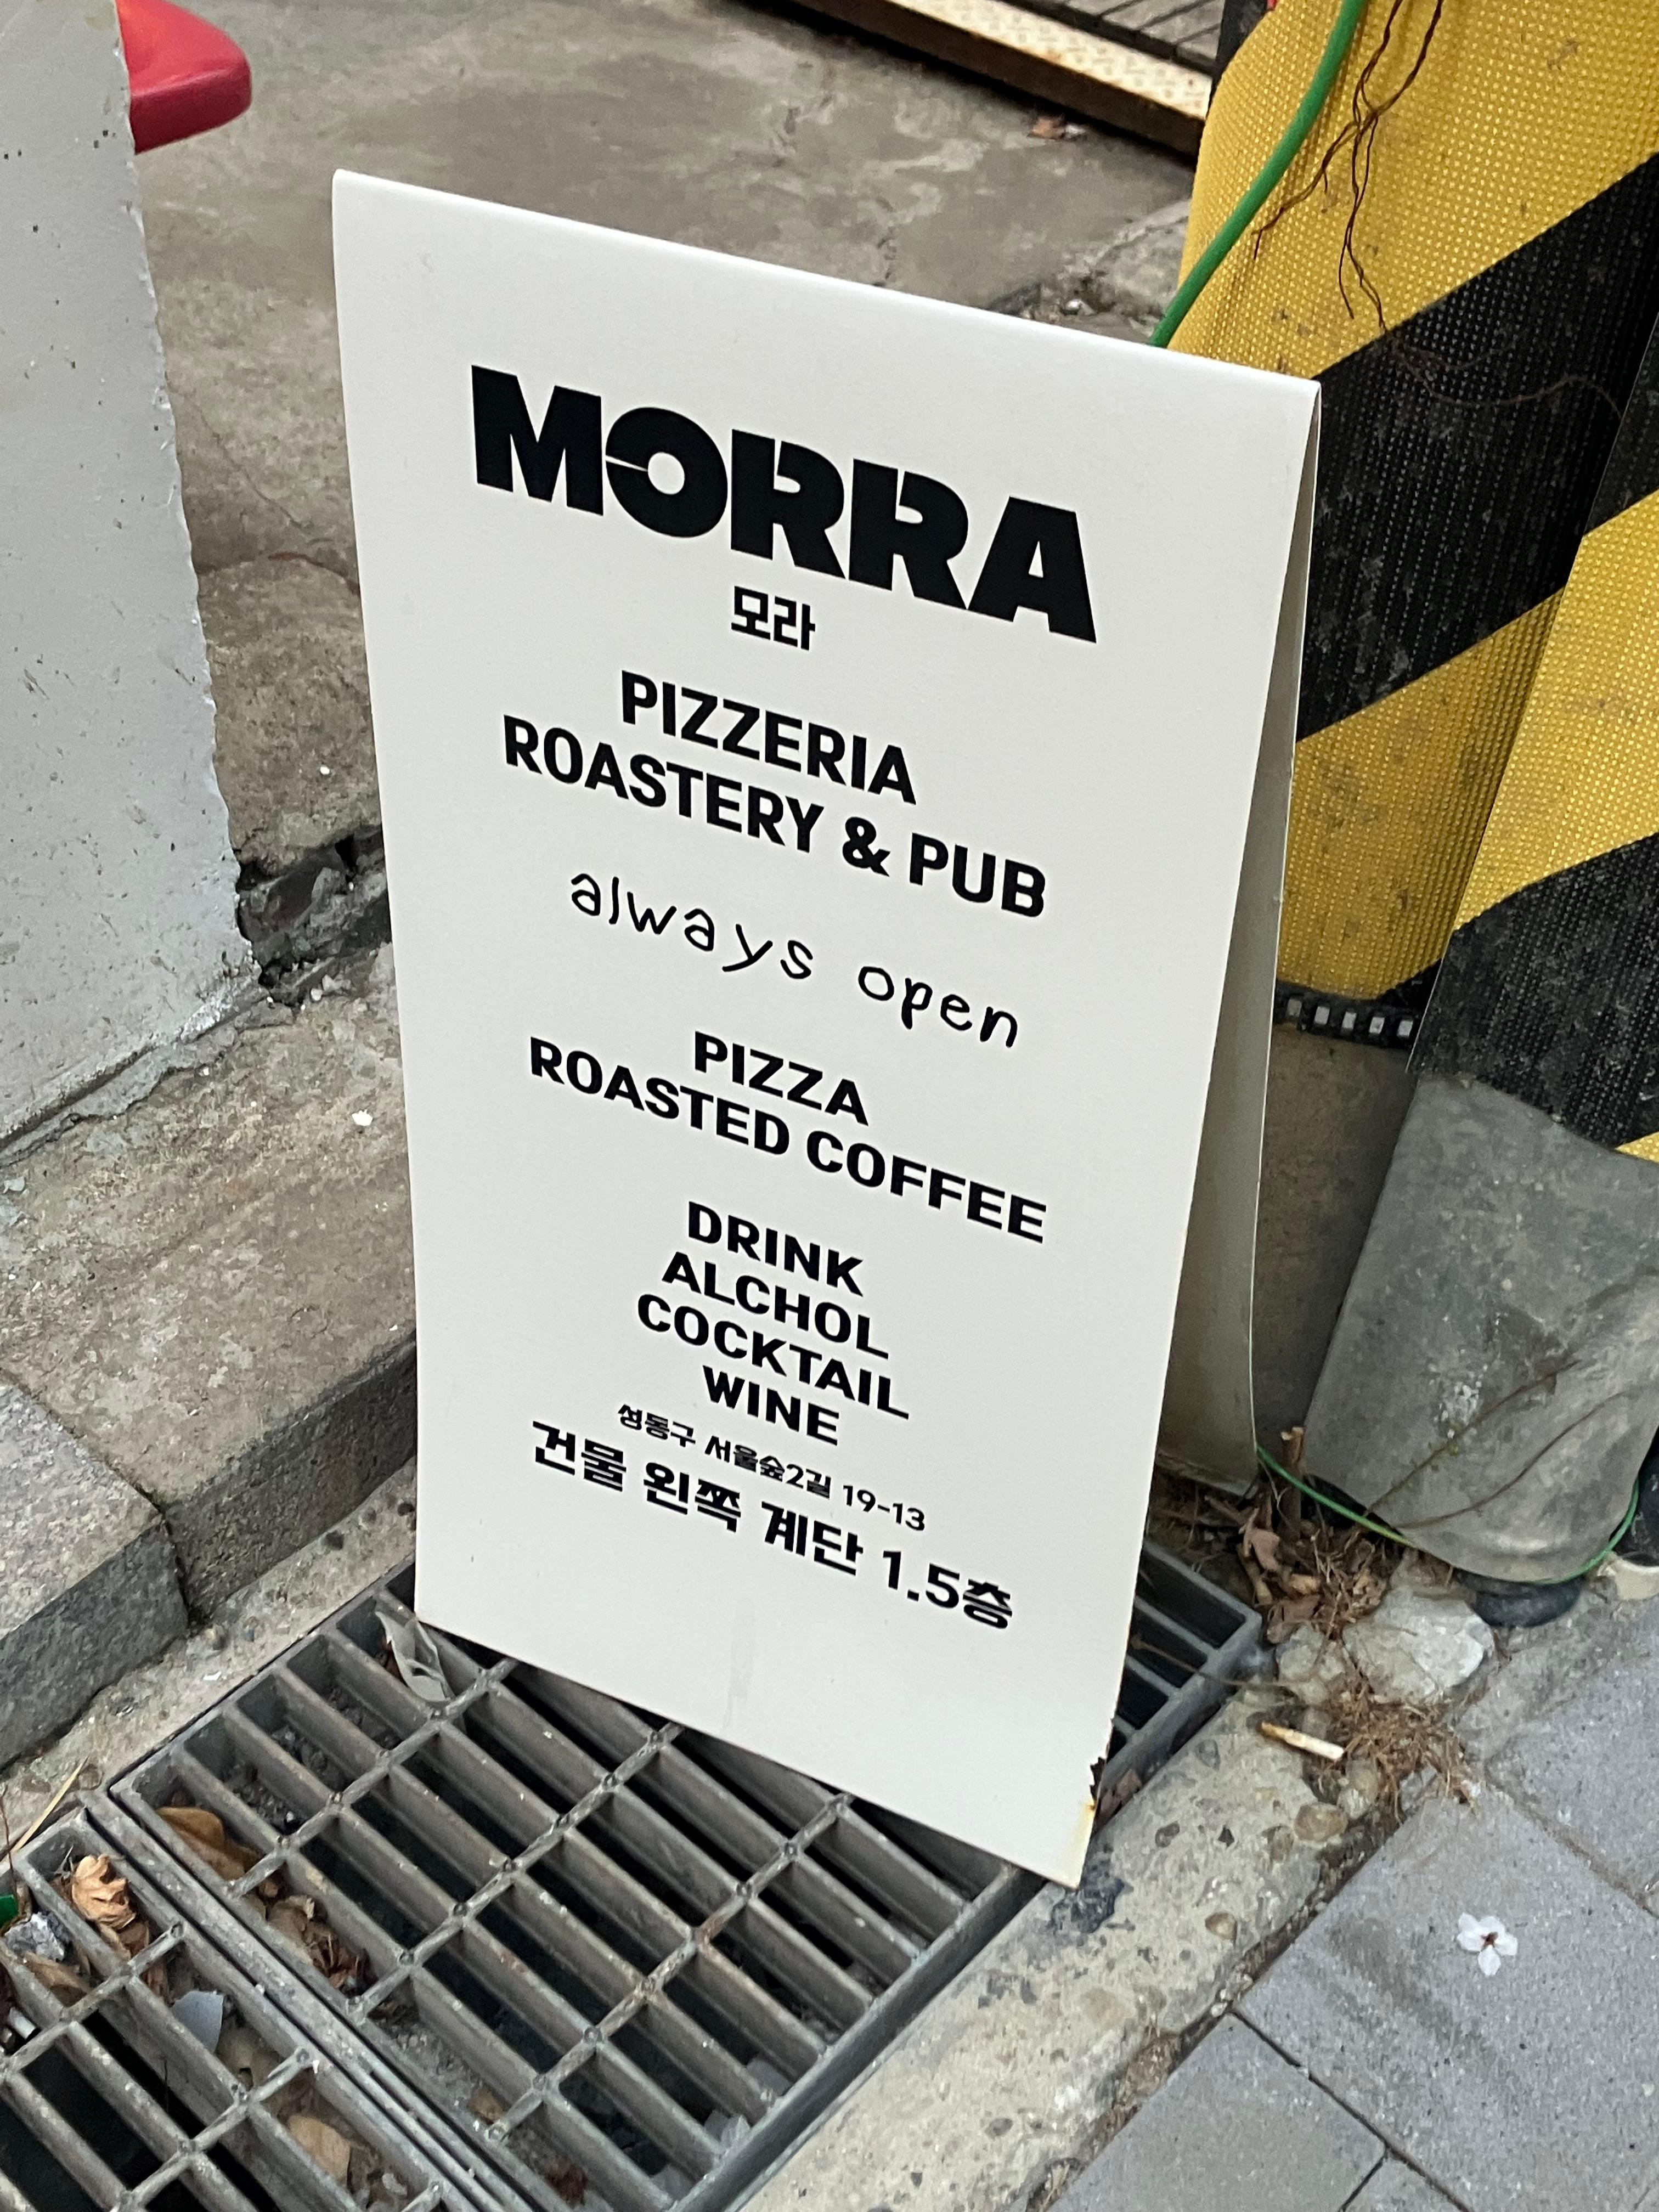 MORRA
모라
PIZZERIA
ROASTERY & PUB
always open
PIZZA
ROASTED COFFEE
DRINK
ALCHOL
COCKTAIL
WINE
성동구 서울숲2길 19-13
건물 왼쪽 계단 1.5층